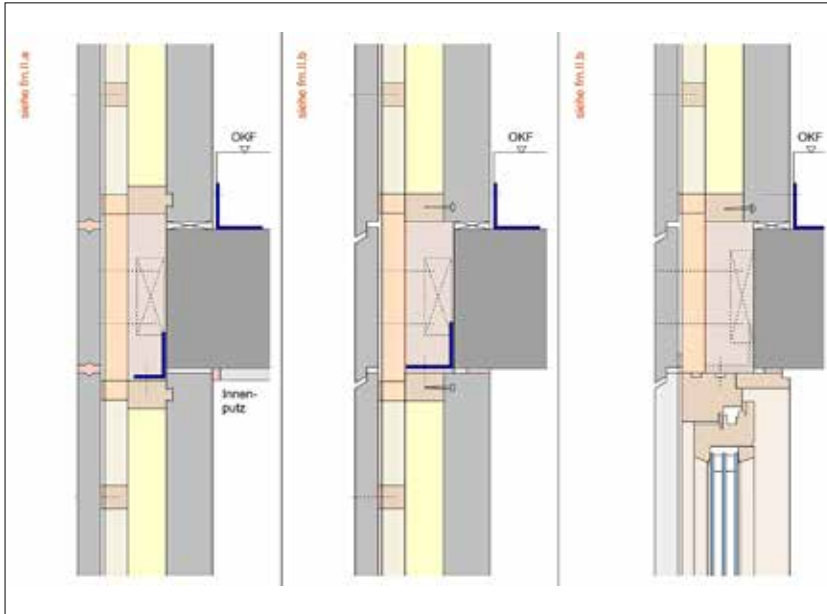 siehe fm.II.a
OKF
Innen-
putz
siehe fm.II.b
OKF
siehe fm.II.b
OKF